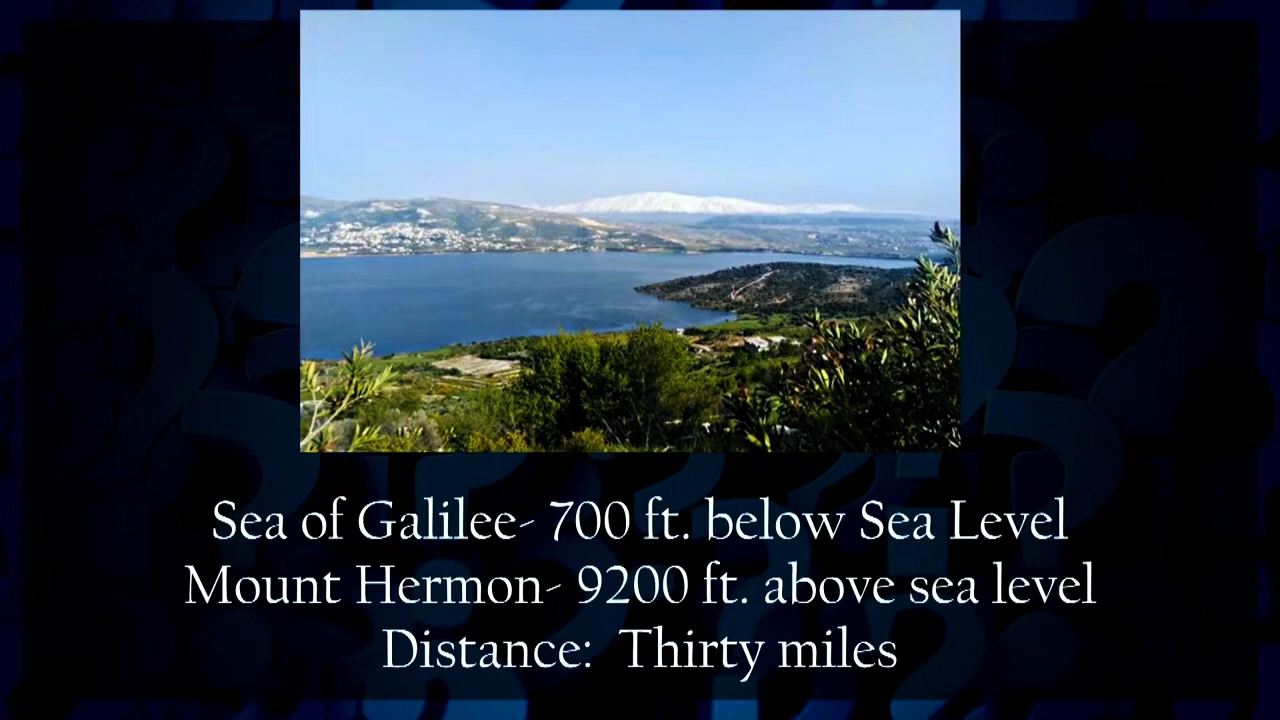 Sea of Galilee- 700 ft. below Sea Level
Mount Hermon- 9200 ft. above sea level
Distance:  Thirty miles